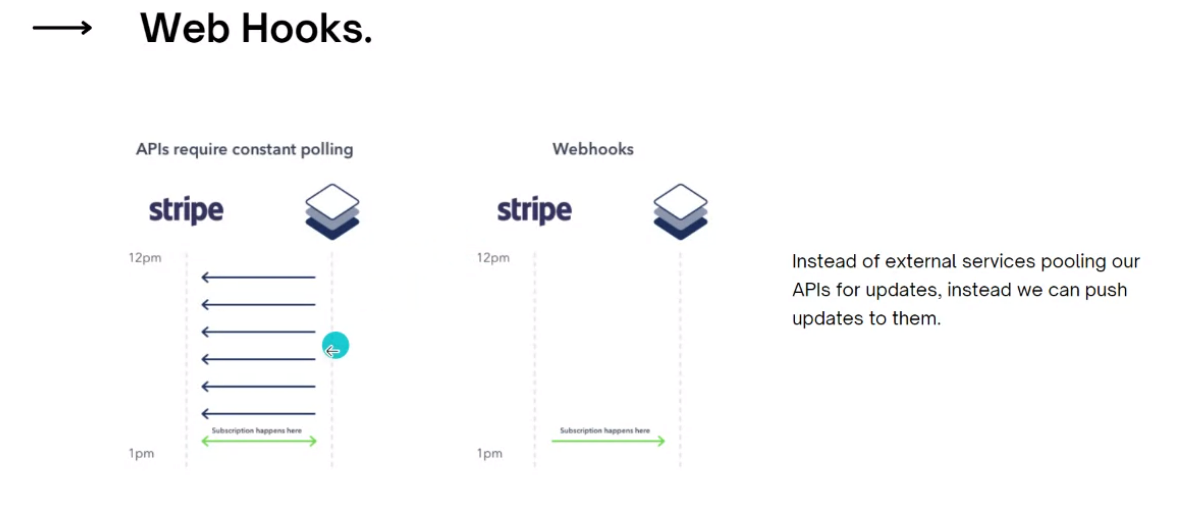 Web Hooks.
APIs require constant polling
stripe
12pm
Subscription happens here
1pm
Webhooks
stripe
12pm
Subscription happens here
1pm
Instead of external services pooling our
APIs for updates, instead we can push
updates to them.